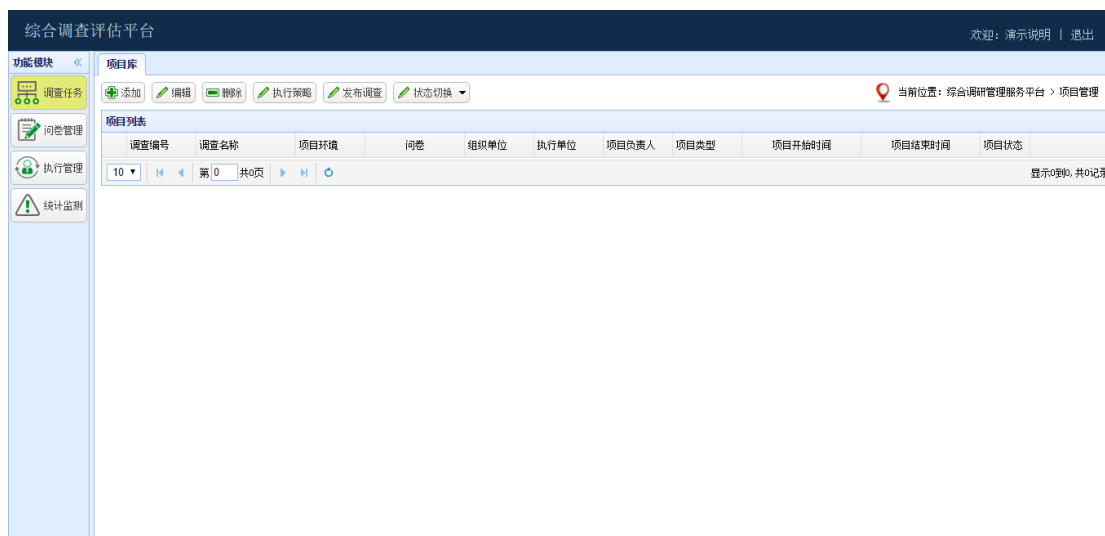 综合调查评估平台
欢迎：演示说明 | 退出
功能模块 《
项目库
调查任务
添加 编辑 删除 执行策略 发布调查 状态切换
当前位置：综合调研管理服务平台 > 项目管理
项目列表
问卷管理
调查编号 调查名称 项目环境 问卷 组织单位 执行单位 项目负责人 项目类型 项目开始时间 项目结束时间 项目状态
执行管理
10 第 0 共0页
显示0到0, 共0记录
统计监测